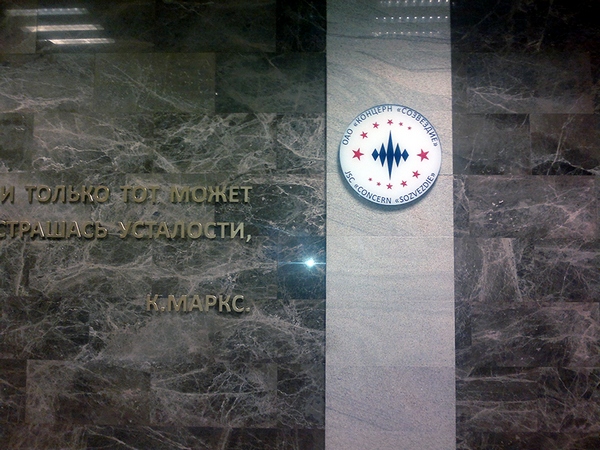 И ТОЛЬКО ТОТ МОЖЕТ
СТРАШАСЬ УСТАЛОСТИ,
К.МАРКС.
ОАО «КОНЦЕРН «СОЗВЕЗДИЕ»
JSC «CONCERN «SOZVEZDIE»